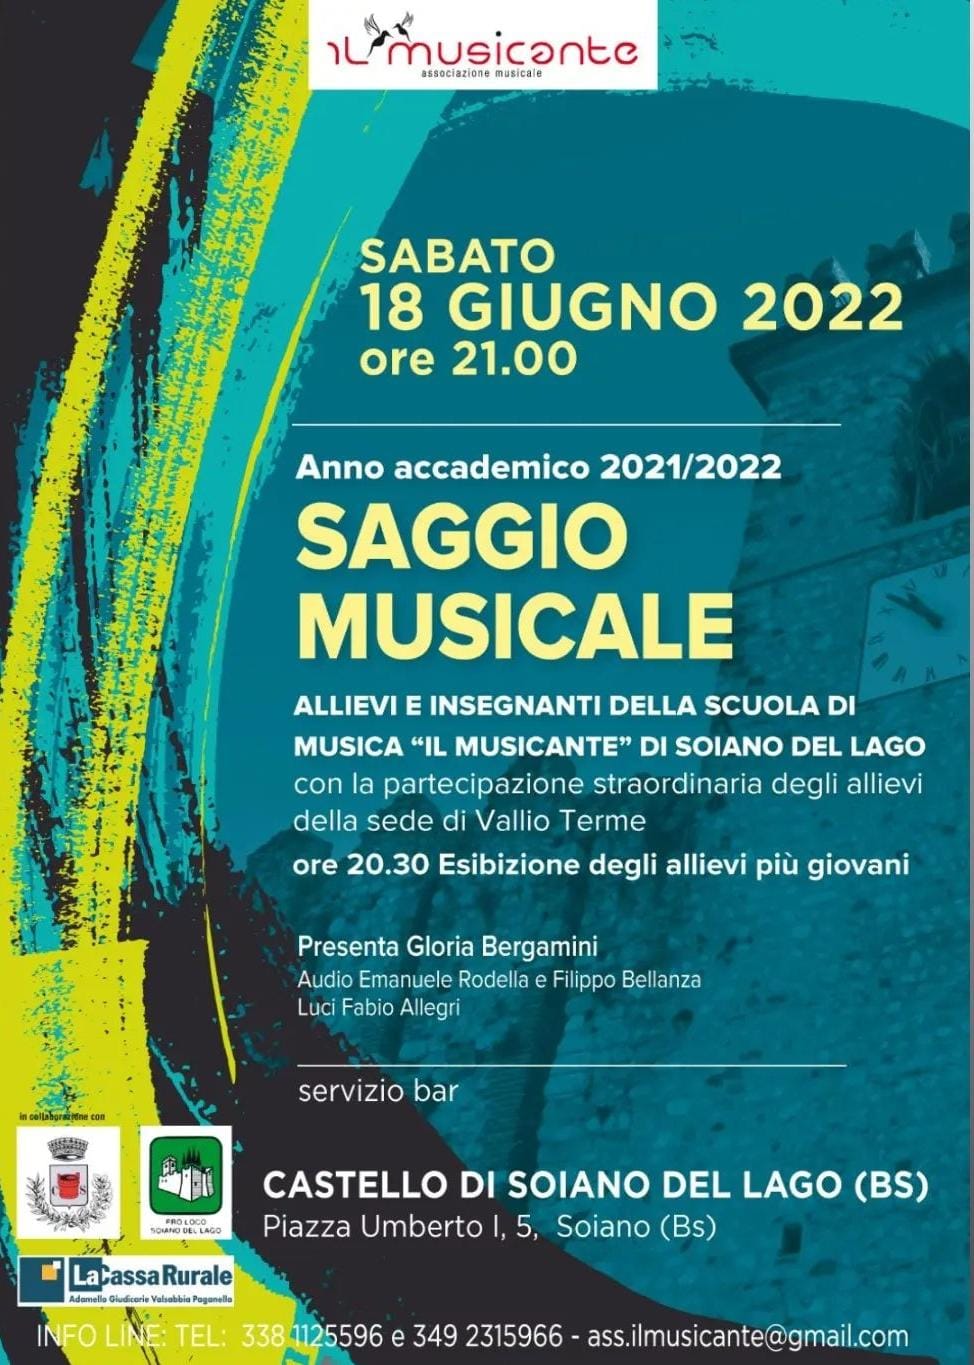 il musicante
associazione musicale
SABATO
18 GIUGNO 2022
ore 21.00
Anno accademico 2021/2022
SAGGIO
MUSICALE
ALLIEVI E INSEGNANTI DELLA SCUOLA DI
MUSICA “IL MUSICANTE” DI SOIANO DEL LAGO
con la partecipazione straordinaria degli allievi
della sede di Vallio Terme
ore 20.30 Esibizione degli allievi più giovani
Presenta Gloria Bergamini
Audio Emanuele Rodella e Filippo Bellanza
Luci Fabio Allegri
servizio bar
in collaborazione con
C S
PRO LOCO
SOIANO DEL LAGO
La Cassa Rurale
Adamello Giudicarie Valsabbia Paganella
CASTELLO DI SOIANO DEL LAGO (BS)
Piazza Umberto I, 5, Soiano (Bs)
INFO LINE: TEL: 338 1125596 e 349 2315966 - ass.ilmusicante@gmail.com